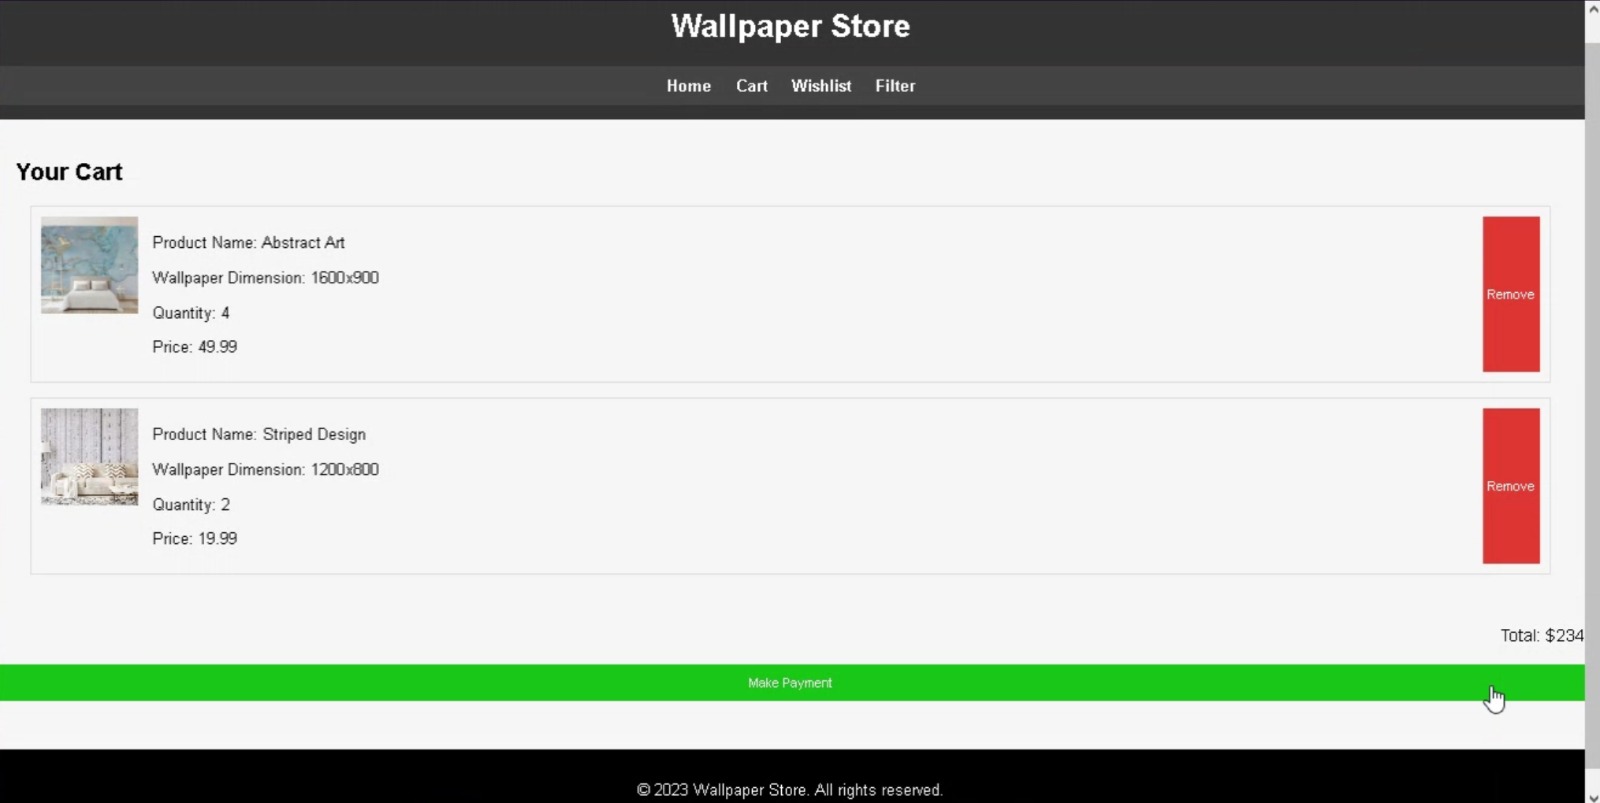 Wallpaper Store
Home Cart Wishlist Filter
Your Cart
Product Name: Abstract Art
Wallpaper Dimension: 1600x900
Quantity: 4
Price: 49.99
Remove
Product Name: Striped Design
Wallpaper Dimension: 1200x800
Quantity: 2
Price: 19.99
Remove
Total: $234
Make Payment
© 2023 Wallpaper Store. All rights reserved.